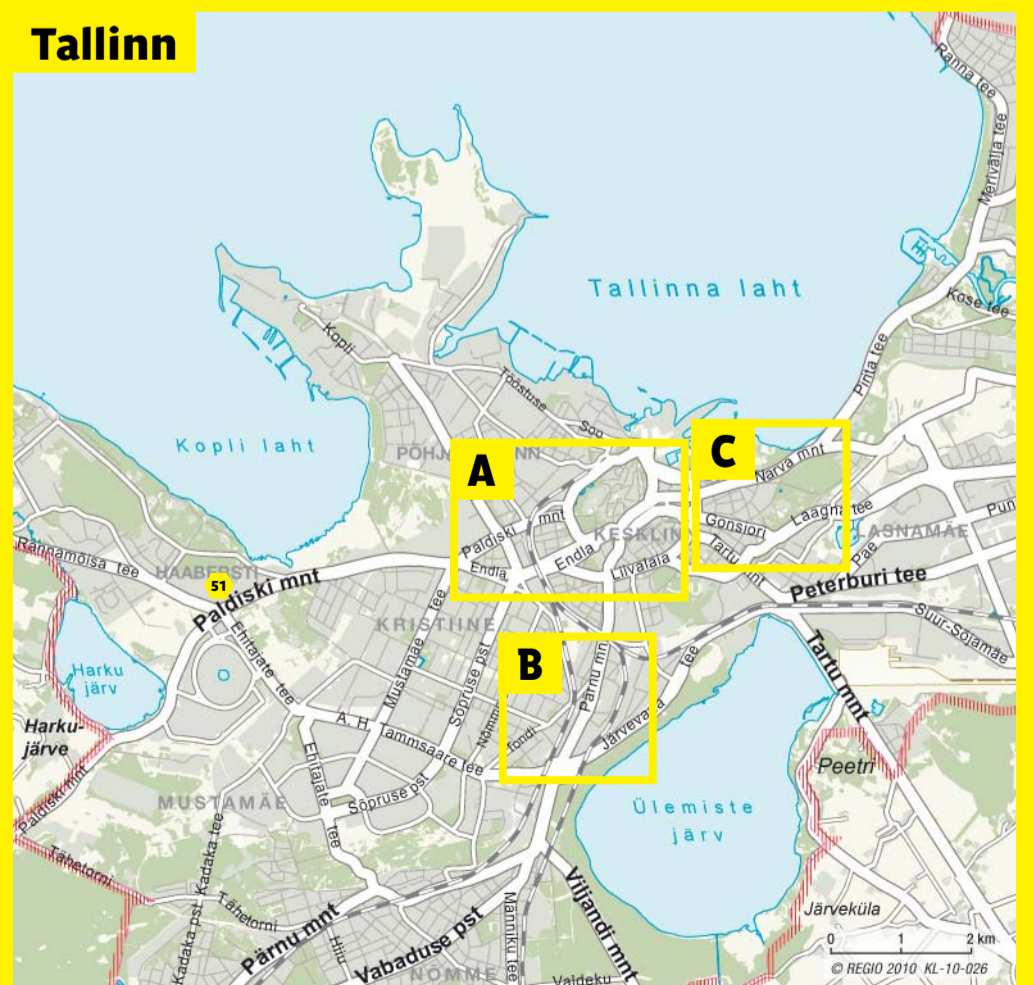 Tallinn
Ranna tee
Merivälja tee
Tallinna laht
Kose tee
Kopli
Pirita tee
Tööstuse
Soo
Kopli laht
PÕHJA
NN
A
C
Narva mnt
Paldiski mnt
KESKLIN
Gonsiori
Laagna tee
LASNAMÄE
Pun
Rannamõisa tee
HAABERSTI
Endla
Endla
Liivalaia
Tartu mnt
Pae
51
Paldiski mnt
Peterburi tee
KRISTIINE
Suur-Sõjamäe
Ehitajate tee
Mustamäe tee
Sõpruse pst
B
Pärnu mnt
Tartu mnt
Harku
järv
Nõmme
Tondi
Järvevana tee
Harku-
järve
A. H. Tammsaare tee
Ehitajate tee
Peetri
Paldiski mnt
MUSTAMÄE
Sõpruse pst
Ülemiste
järv
Kadaka tee
Tähetorni
Tähetorni
Viljandi mnt
Järveküla
Kadaka pst
Pärnu mnt
Hiiu
Vabaduse pst
Männiku tee
NÕMME
Valdeku
0 1 2 km
© REGIO 2010 KL-10-026